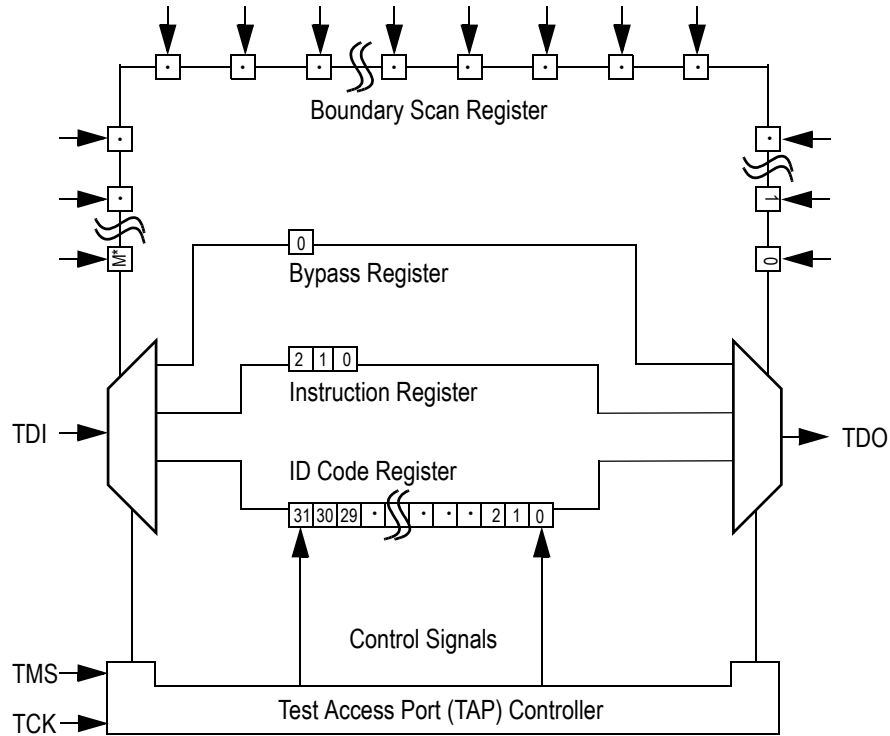 Boundary Scan Register
M*
1
0
0
Bypass Register
2 1 0
Instruction Register
TDI
TDO
ID Code Register
31 30 29 · · · · 2 1 0
Control Signals
TMS
Test Access Port (TAP) Controller
TCK